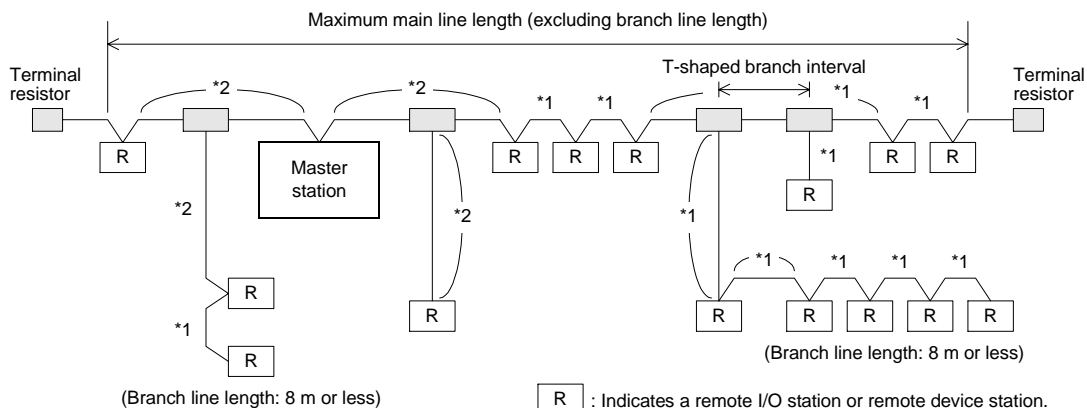 Maximum main line length (excluding branch line length)
Terminal
resistor
*2
*2
*1
*1
T-shaped branch interval
*1
*1
Terminal
resistor
R
Master
station
R
R
R
R
R
*1
R
*2
*2
*1
R
*1
R
R
*1
*1
*1
*1
R
R
R
R
R
R
(Branch line length: 8 m or less)
(Branch line length: 8 m or less)
R : Indicates a remote I/O station or remote device station.